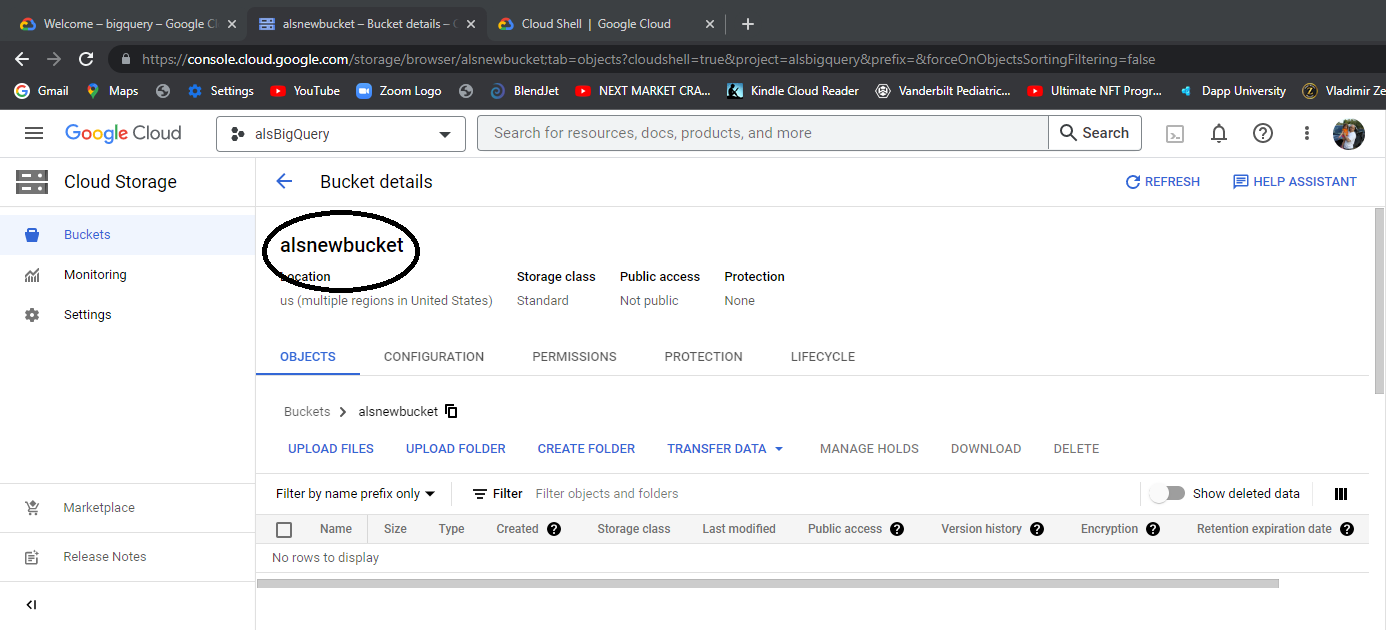 Welcome – bigquery – Google Cl
alsnewbucket – Bucket details – C
Cloud Shell | Google Cloud
https://console.cloud.google.com/storage/browser/alsnewbucket;tab=objects?cloudshell=true&project=alsbigquery&prefix=&forceOnObjectsSortingFiltering=false
Gmail Maps Settings YouTube Zoom Logo BlendJet NEXT MARKET CRA... Kindle Cloud Reader Vanderbilt Pediatric... Ultimate NFT Progr... Dapp University Vladimir Ze
Google Cloud alsBigQuery Search for resources, docs, products, and more Search
Cloud Storage
Bucket details
REFRESH HELP ASSISTANT
Buckets
Monitoring
Settings
Marketplace
Release Notes
alsnewbucket
Location Storage class Public access Protection
us (multiple regions in United States) Standard Not public None
OBJECTS CONFIGURATION PERMISSIONS PROTECTION LIFECYCLE
Buckets > alsnewbucket
UPLOAD FILES UPLOAD FOLDER CREATE FOLDER TRANSFER DATA MANAGE HOLDS DOWNLOAD DELETE
Filter by name prefix only Filter Filter objects and folders Show deleted data
Name Size Type Created Storage class Last modified Public access Version history Encryption Retention expiration date
No rows to display